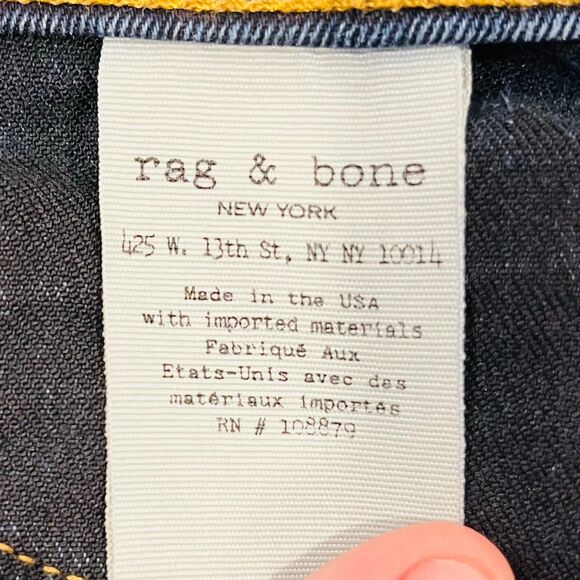 rag & bone
NEW YORK
425 W. 13th St, NY NY 10014
Made in the USA
with imported materials
Fabriqué Aux
Etats-Unis avec des
matériaux importés
RN # 108879